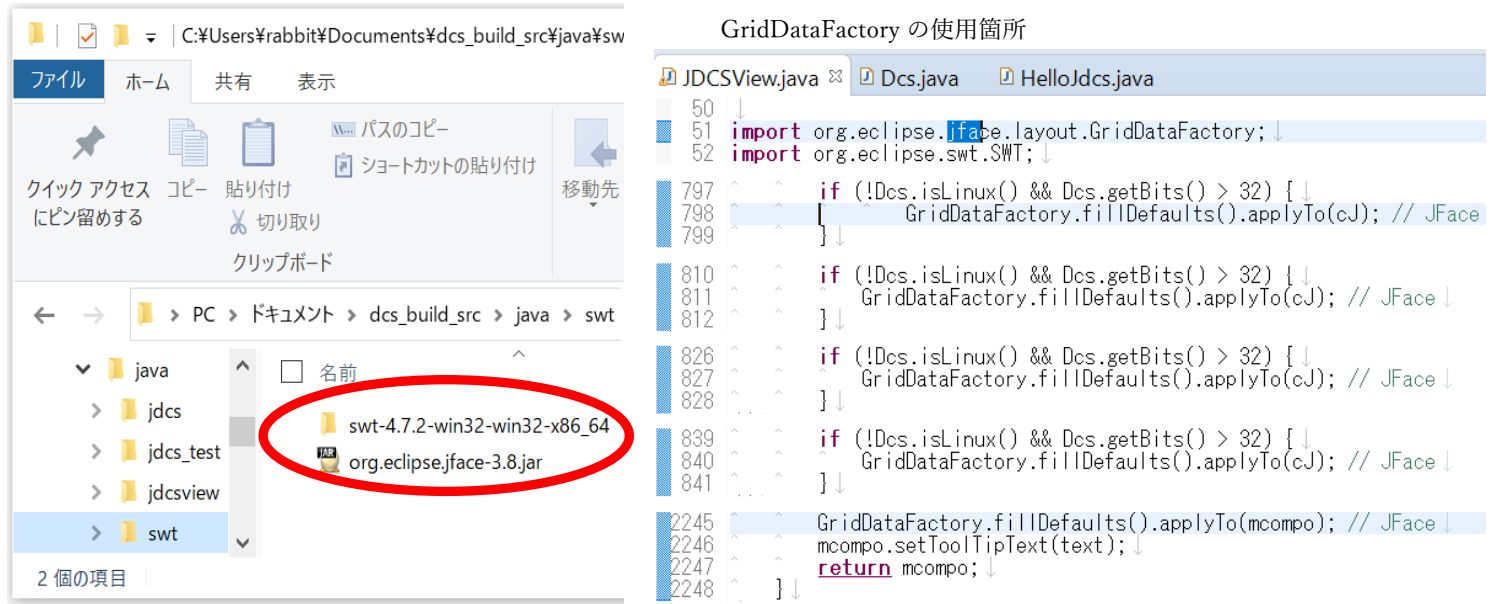 C:¥Users¥rabbit¥Documents¥dcs_build_src¥java¥sw
ファイル ホーム 共有 表示
クイック アクセス
にピン留めする
コピー
貼り付け
パスのコピー
ショートカットの貼り付け
切り取り
移動先
クリップボード
PC > ドキュメント > dcs_build_src > java > swt
java
jdcs
jdcs_test
jdcsview
swt
名前
swt-4.7.2-win32-win32-x86_64
JAR
org.eclipse.jface-3.8.jar
2 個の項目
GridDataFactory の使用箇所
JDCSView.java Dcs.java HelloJdcs.java
50
51 import org.eclipse.jface.layout.GridDataFactory;
52 import org.eclipse.swt.SWT;
797 if (!Dcs.isLinux() && Dcs.getBits() > 32) {
798 GridDataFactory.fillDefaults().applyTo(cJ); // JFace
799 }
810 if (!Dcs.isLinux() && Dcs.getBits() > 32) {
811 GridDataFactory.fillDefaults().applyTo(cJ); // JFace
812 }
826 if (!Dcs.isLinux() && Dcs.getBits() > 32) {
827 GridDataFactory.fillDefaults().applyTo(cJ); // JFace
828 }
839 if (!Dcs.isLinux() && Dcs.getBits() > 32) {
840 GridDataFactory.fillDefaults().applyTo(cJ); // JFace
841 }
2245 GridDataFactory.fillDefaults().applyTo(mcompo); // JFace
2246 mcompo.setToolTipText(text);
2247 return mcompo;
2248 }